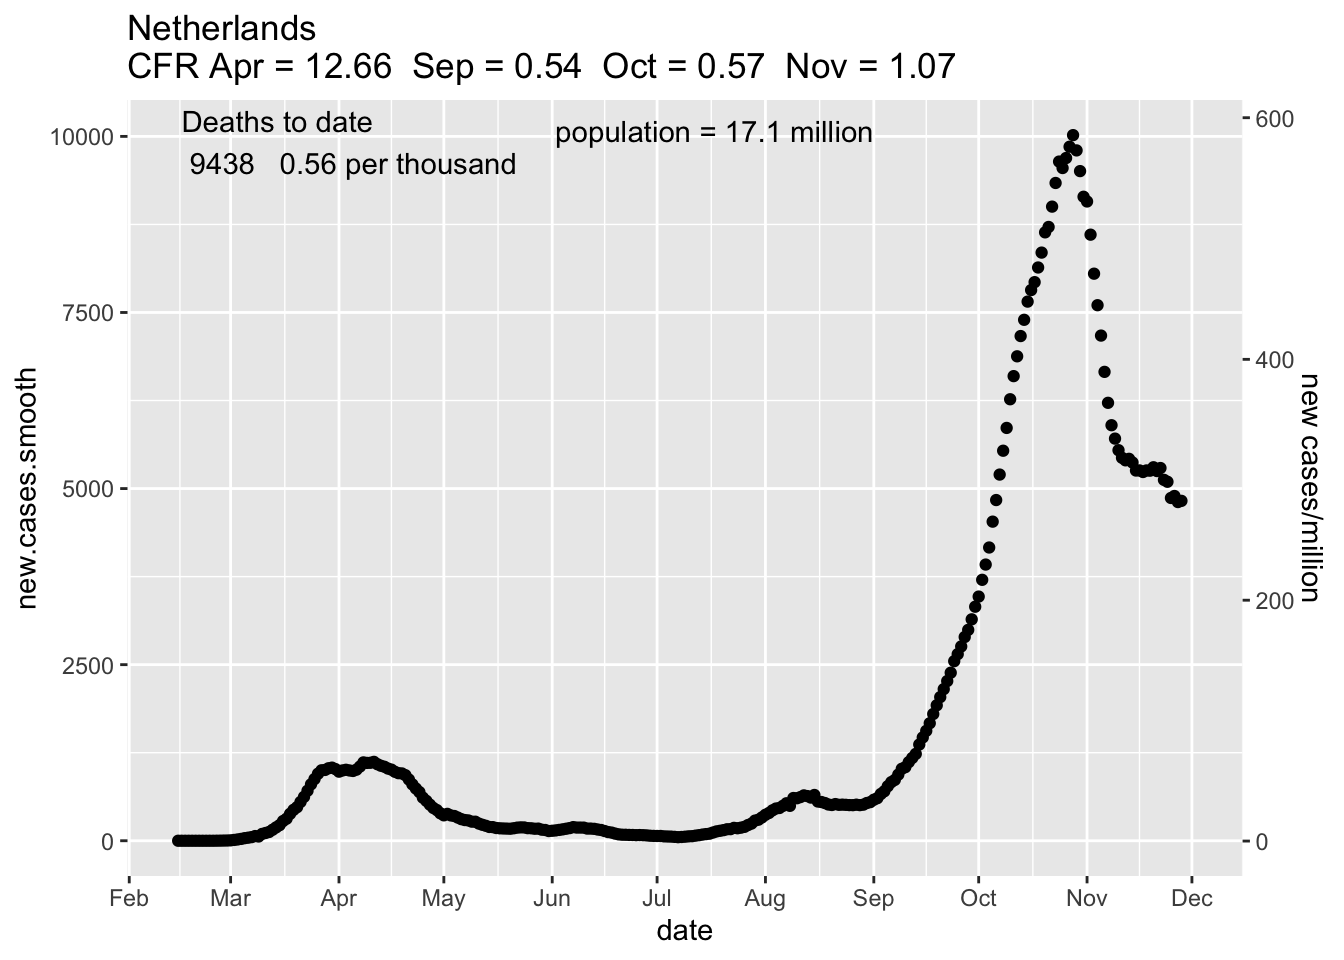 Netherlands
CFR Apr = 12.66  Sep = 0.54  Oct = 0.57  Nov = 1.07
Deaths to date
9438   0.56 per thousand
population = 17.1 million
new.cases.smooth
10000
7500
5000
2500
0
600
400
200
0
new cases/million
Feb Mar Apr May Jun Jul Aug Sep Oct Nov Dec
date